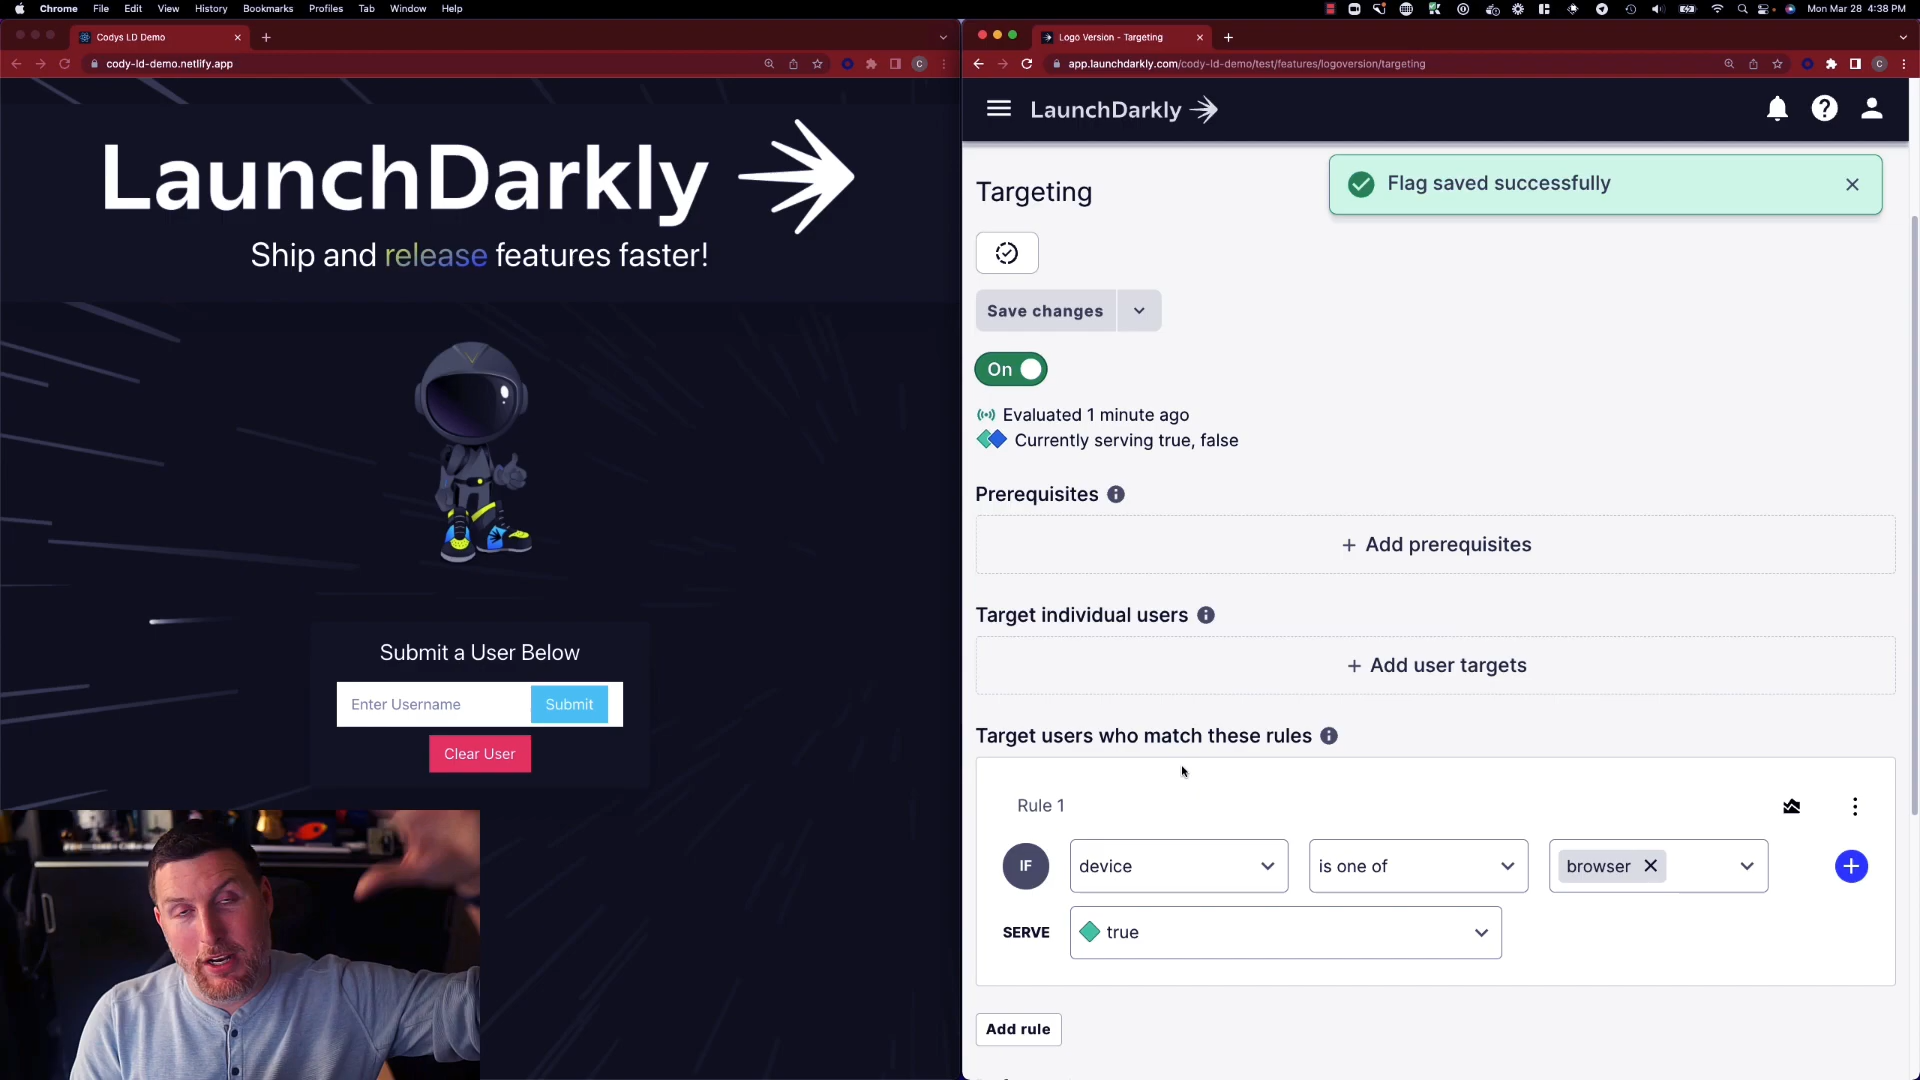 Chrome File Edit View History Bookmarks Profiles Tab Window Help
Mon Mar 28 4:38 PM
Codys LD Demo
cody-ld-demo.netlify.app
C
LaunchDarkly
Ship and release features faster!
Submit a User Below
Enter Username
Submit
Clear User
Logo Version - Targeting
app.launchdarkly.com/cody-ld-demo/test/features/logoversion/targeting
C
LaunchDarkly
Flag saved successfully
Targeting
Save changes
On
Evaluated 1 minute ago
Currently serving true, false
Prerequisites
+ Add prerequisites
Target individual users
+ Add user targets
Target users who match these rules
Rule 1
IF device is one of browser
SERVE true
Add rule